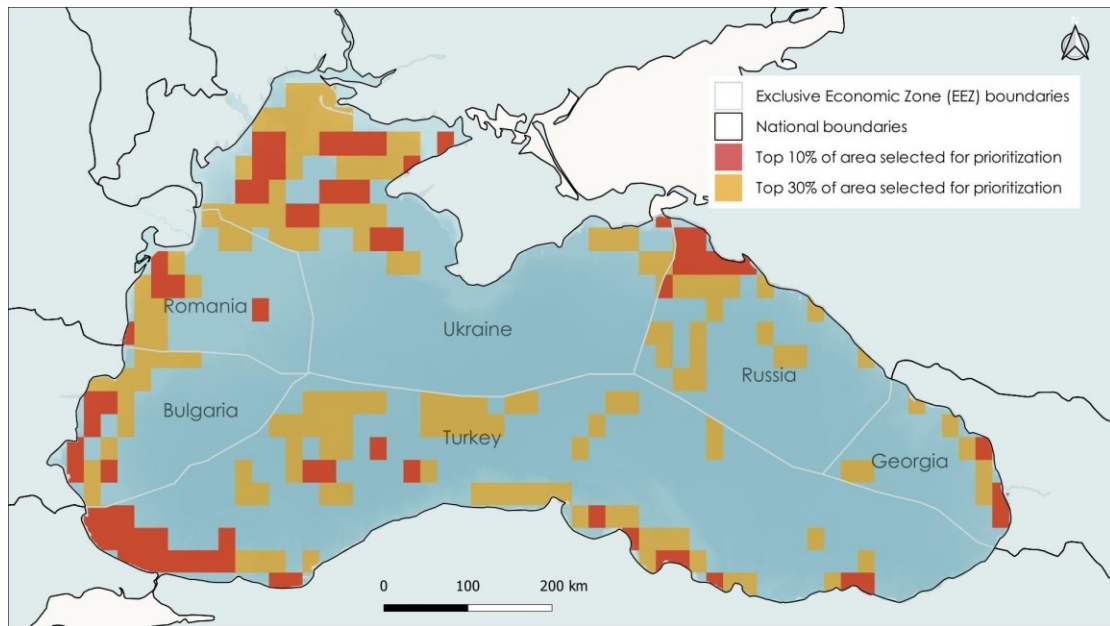 N
Exclusive Economic Zone (EEZ) boundaries
National boundaries
Top 10% of area selected for prioritization
Top 30% of area selected for prioritization
Romania
Ukraine
Russia
Bulgaria
Turkey
Georgia
0 100 200 km